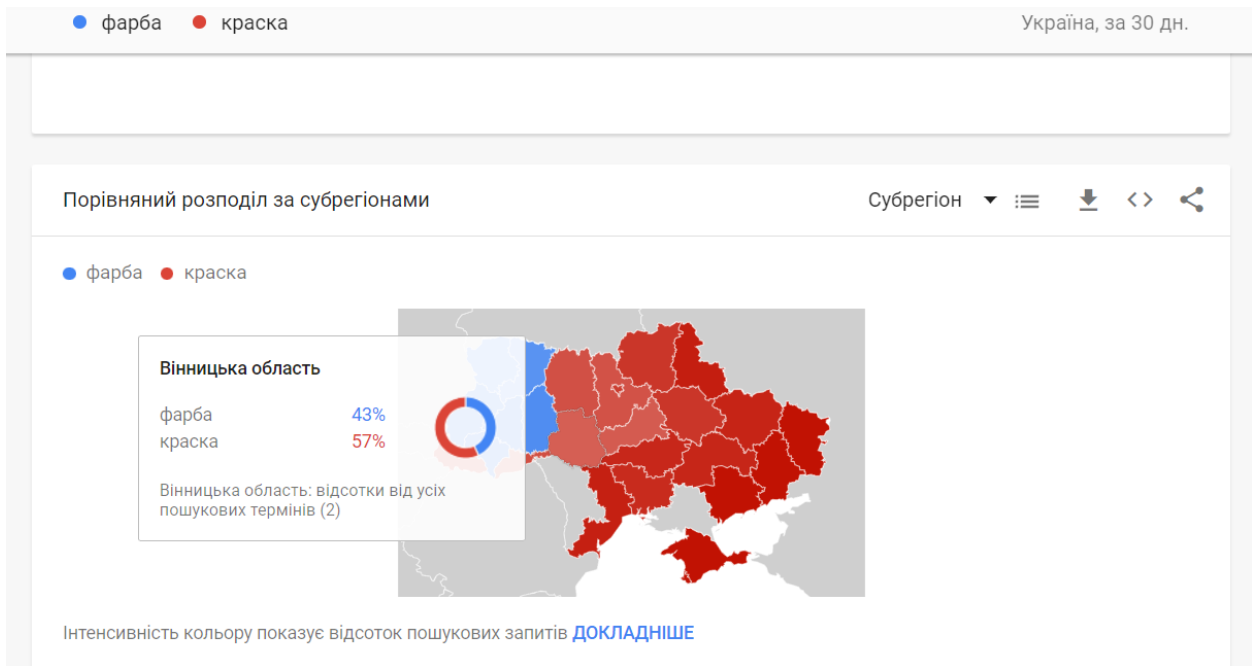 фарба краска Україна, за 30 дн.
Порівняний розподіл за субрегіонами Субрегіон
фарба краска
Вінницька область
фарба 43%
краска 57%
Вінницька область: відсотки від усіх
пошукових термінів (2)
Інтенсивність кольору показує відсоток пошукових запитів ДОКЛАДНІШЕ